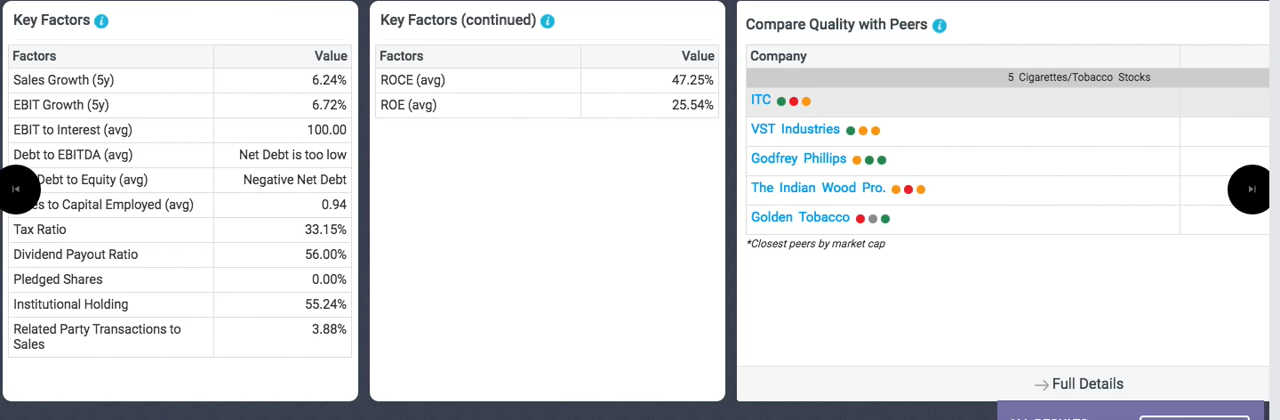 Key Factors
Factors Value
Sales Growth (5y) 6.24%
EBIT Growth (5y) 6.72%
EBIT to Interest (avg) 100.00
Debt to EBITDA (avg) Net Debt is too low
Debt to Equity (avg) Negative Net Debt
to Capital Employed (avg) 0.94
Tax Ratio 33.15%
Dividend Payout Ratio 56.00%
Pledged Shares 0.00%
Institutional Holding 55.24%
Related Party Transactions to 3.88%
Sales
Key Factors (continued)
Factors Value
ROCE (avg) 47.25%
ROE (avg) 25.54%
Compare Quality with Peers
Company
5 Cigarettes/Tobacco Stocks
ITC
VST Industries
Godfrey Phillips
The Indian Wood Pro.
Golden Tobacco
*Closest peers by market cap
→ Full Details